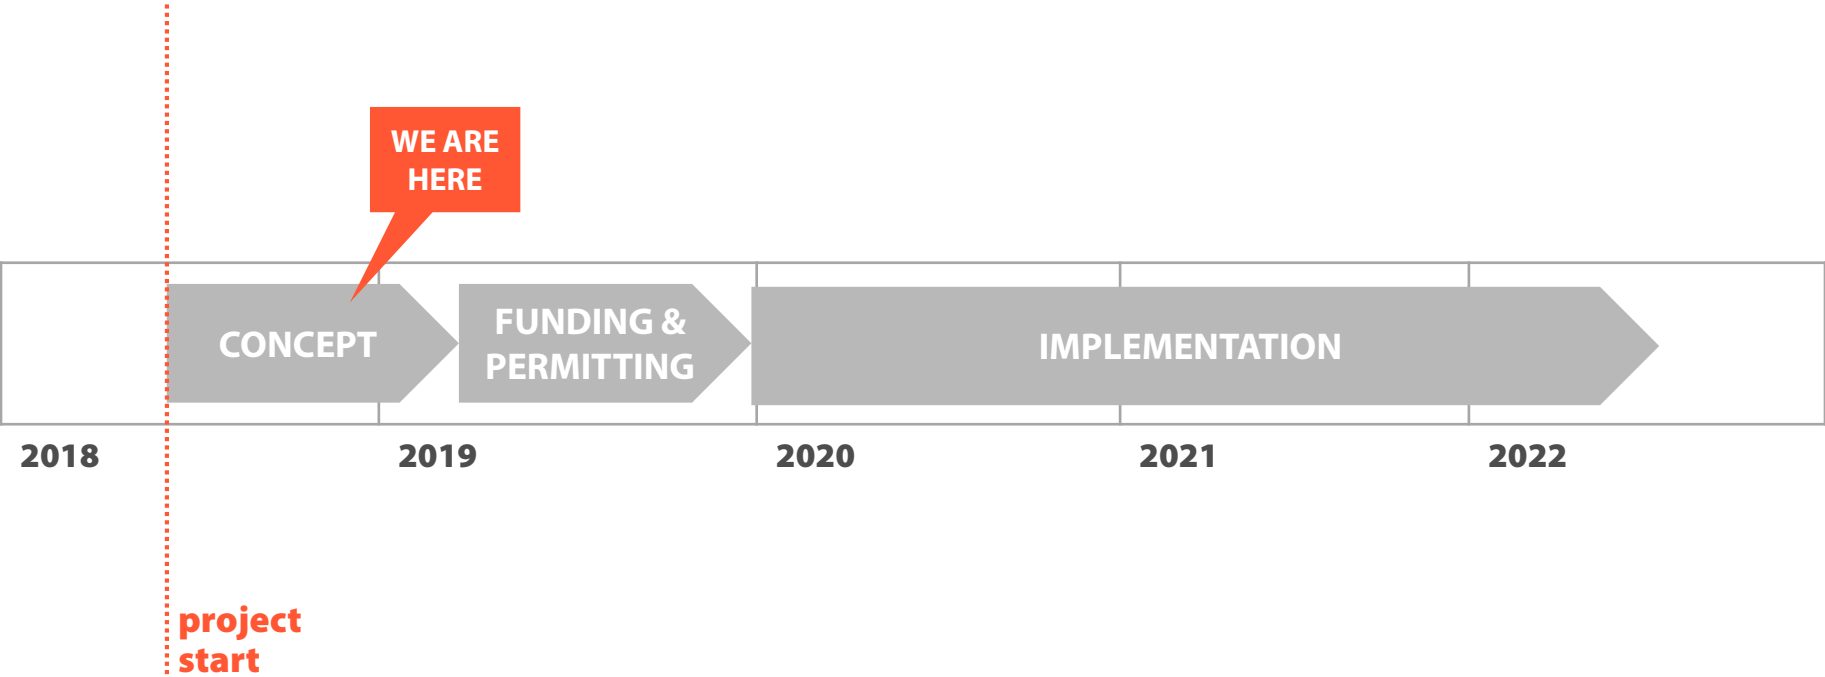 WE ARE
HERE
CONCEPT
FUNDING &
PERMITTING
IMPLEMENTATION
2018
2019
2020
2021
2022
project
start